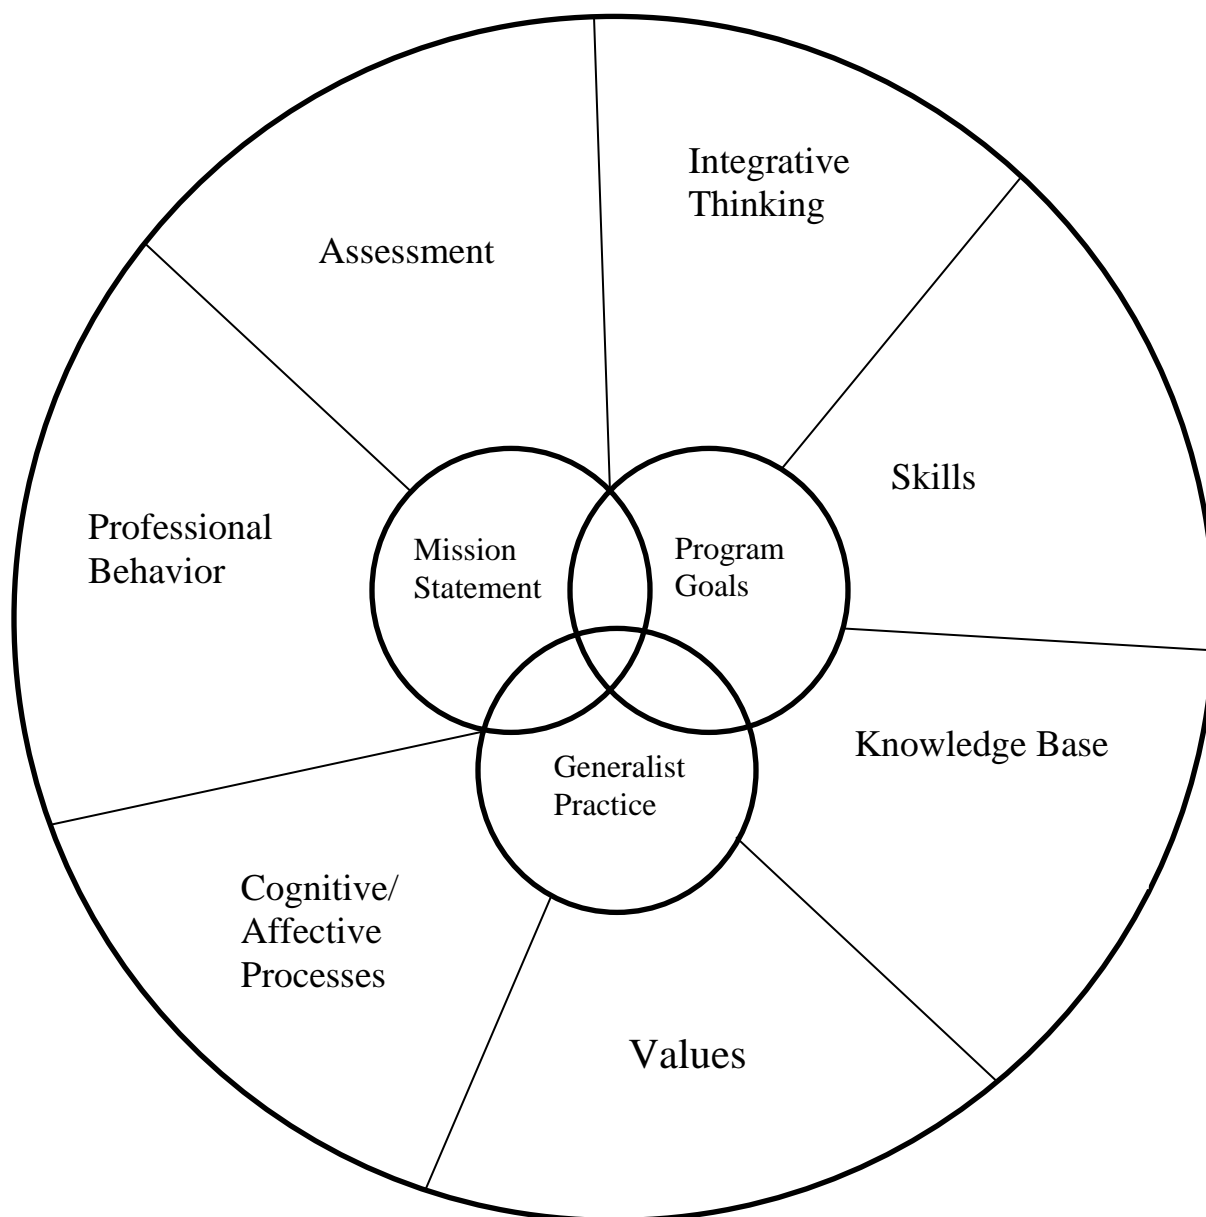 Integrative
Thinking
Assessment
Skills
Professional
Behavior
Mission
Statement
Program
Goals
Knowledge Base
Generalist
Practice
Cognitive/
Affective
Processes
Values